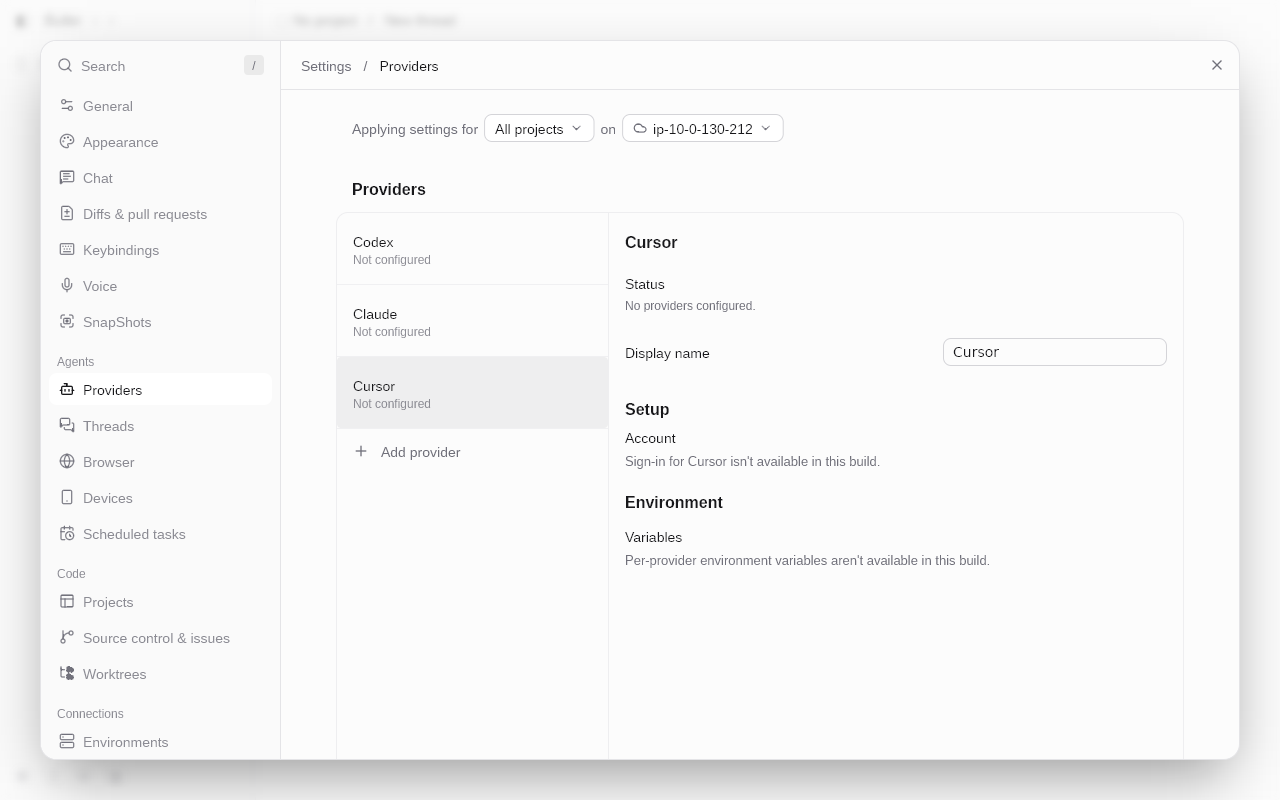 No project
New thread
Search
/
General
Appearance
Chat
Diffs & pull requests
Keybindings
Voice
SnapShots
Agents
Providers
Threads
Browser
Devices
Scheduled tasks
Code
Projects
Source control & issues
Worktrees
Connections
Environments
Settings / Providers
Applying settings for All projects on ip-10-0-130-212
Providers
Codex
Not configured
Claude
Not configured
Cursor
Not configured
Add provider
Cursor
Status
No providers configured.
Display name
Cursor
Setup
Account
Sign-in for Cursor isn't available in this build.
Environment
Variables
Per-provider environment variables aren't available in this build.